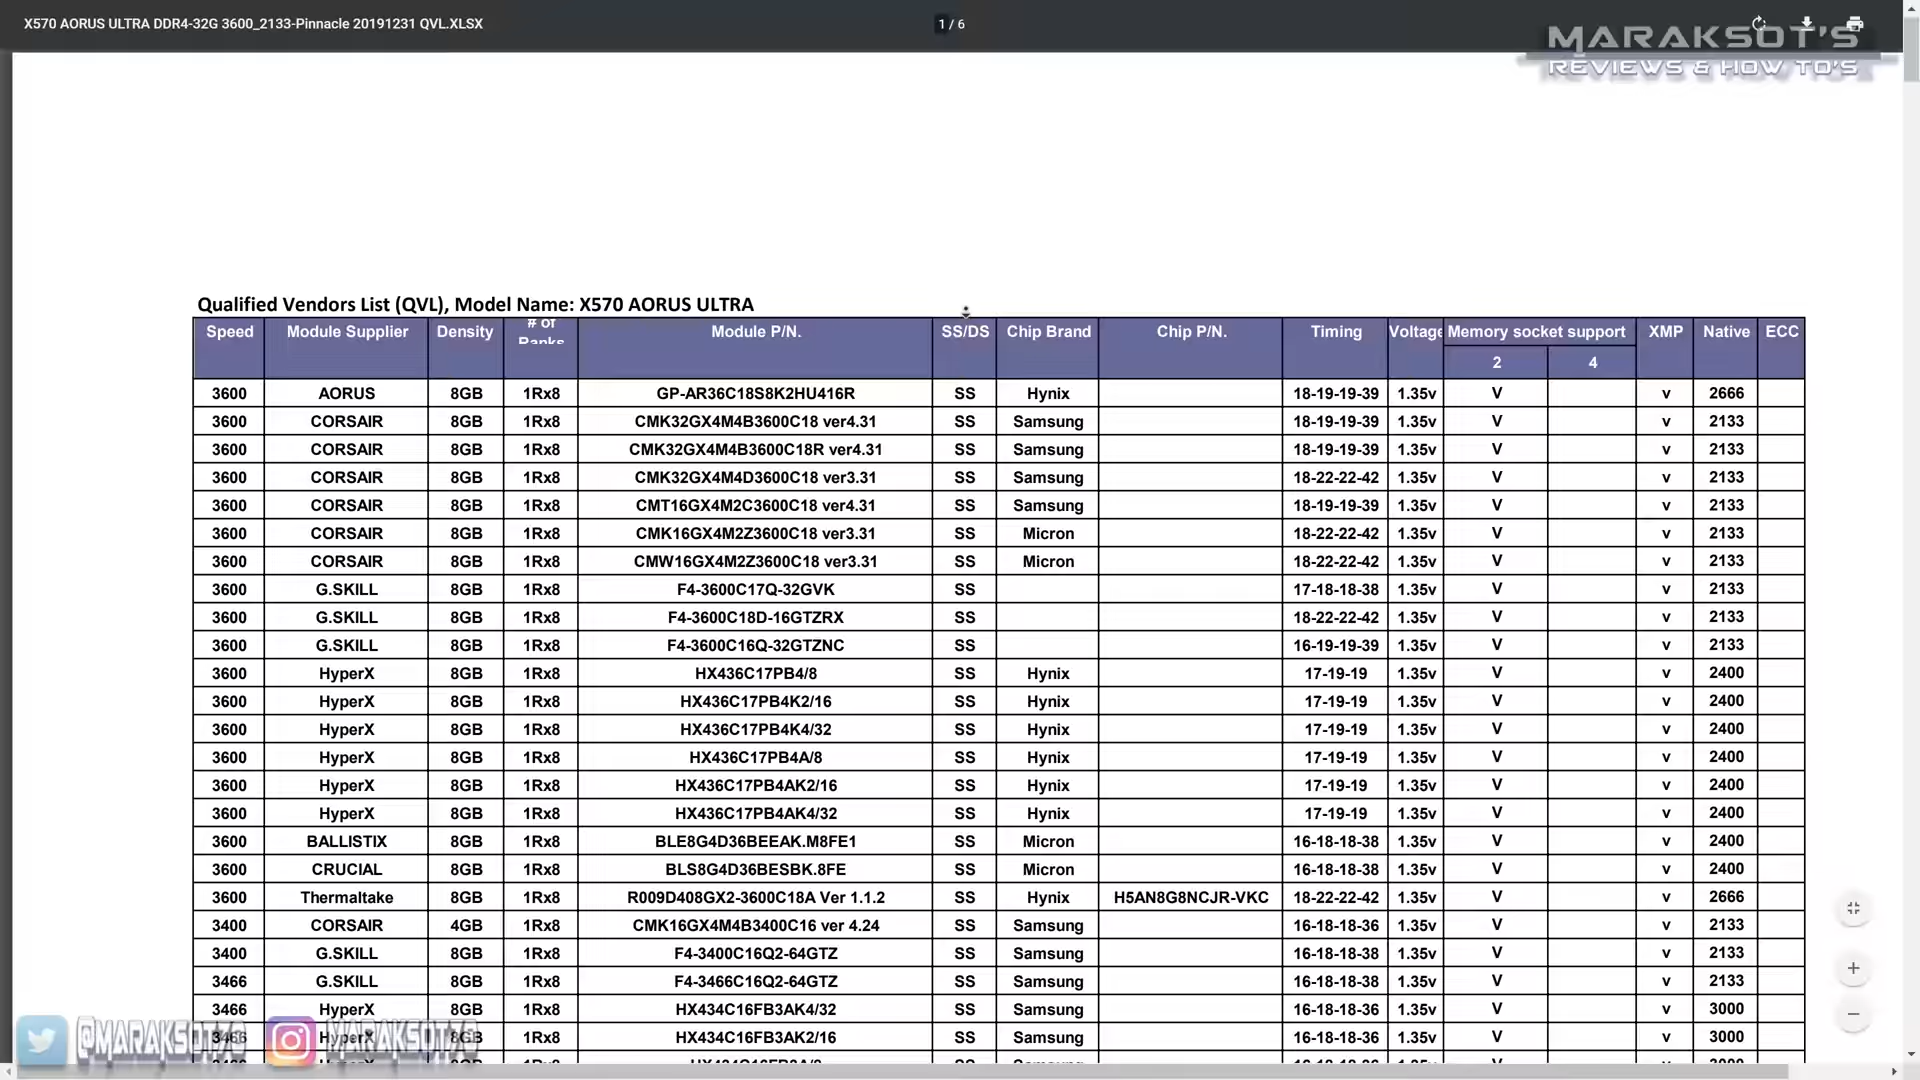 X570 AORUS ULTRA DDR4-32G 3600_2133-Pinnacle 20191231 QVL.XLSX 1 / 6
MARAKSOT'S
REVIEWS & HOW TO'S
Qualified Vendors List (QVL), Model Name: X570 AORUS ULTRA
Speed Module Supplier Density # of Ranks Module P/N. SS/DS Chip Brand Chip P/N. Timing Voltage Memory socket support XMP Native ECC
2 4
3600 AORUS 8GB 1Rx8 GP-AR36C18S8K2HU416R SS Hynix 18-19-19-39 1.35v V v 2666
3600 CORSAIR 8GB 1Rx8 CMK32GX4M4B3600C18 ver4.31 SS Samsung 18-19-19-39 1.35v V v 2133
3600 CORSAIR 8GB 1Rx8 CMK32GX4M4B3600C18R ver4.31 SS Samsung 18-19-19-39 1.35v V v 2133
3600 CORSAIR 8GB 1Rx8 CMK32GX4M4D3600C18 ver3.31 SS Samsung 18-22-22-42 1.35v V v 2133
3600 CORSAIR 8GB 1Rx8 CMT16GX4M2C3600C18 ver4.31 SS Samsung 18-19-19-39 1.35v V v 2133
3600 CORSAIR 8GB 1Rx8 CMK16GX4M2Z3600C18 ver3.31 SS Micron 18-22-22-42 1.35v V v 2133
3600 CORSAIR 8GB 1Rx8 CMW16GX4M2Z3600C18 ver3.31 SS Micron 18-22-22-42 1.35v V v 2133
3600 G.SKILL 8GB 1Rx8 F4-3600C17Q-32GVK SS 17-18-18-38 1.35v V v 2133
3600 G.SKILL 8GB 1Rx8 F4-3600C18D-16GTZRX SS 18-22-22-42 1.35v V v 2133
3600 G.SKILL 8GB 1Rx8 F4-3600C16Q-32GTZNC SS 16-19-19-39 1.35v V v 2133
3600 HyperX 8GB 1Rx8 HX436C17PB4/8 SS Hynix 17-19-19 1.35v V v 2400
3600 HyperX 8GB 1Rx8 HX436C17PB4K2/16 SS Hynix 17-19-19 1.35v V v 2400
3600 HyperX 8GB 1Rx8 HX436C17PB4K4/32 SS Hynix 17-19-19 1.35v V v 2400
3600 HyperX 8GB 1Rx8 HX436C17PB4A/8 SS Hynix 17-19-19 1.35v V v 2400
3600 HyperX 8GB 1Rx8 HX436C17PB4AK2/16 SS Hynix 17-19-19 1.35v V v 2400
3600 HyperX 8GB 1Rx8 HX436C17PB4AK4/32 SS Hynix 17-19-19 1.35v V v 2400
3600 BALLISTIX 8GB 1Rx8 BLE8G4D36BEEAK.M8FE1 SS Micron 16-18-18-38 1.35v V v 2400
3600 CRUCIAL 8GB 1Rx8 BLS8G4D36BESBK.8FE SS Micron 16-18-18-38 1.35v V v 2400
3600 Thermaltake 8GB 1Rx8 R009D408GX2-3600C18A Ver 1.1.2 SS Hynix H5AN8G8NCJR-VKC 18-22-22-42 1.35v V v 2666
3400 CORSAIR 4GB 1Rx8 CMK16GX4M4B3400C16 ver 4.24 SS Samsung 16-18-18-36 1.35v V v 2133
3400 G.SKILL 8GB 1Rx8 F4-3400C16Q2-64GTZ SS Samsung 16-18-18-38 1.35v V v 2133
3466 G.SKILL 8GB 1Rx8 F4-3466C16Q2-64GTZ SS Samsung 16-18-18-38 1.35v V v 2133
3466 HyperX 8GB 1Rx8 HX434C16FB3AK4/32 SS Samsung 16-18-18-36 1.35v V v 3000
3466 HyperX 8GB 1Rx8 HX434C16FB3AK2/16 SS Samsung 16-18-18-36 1.35v V v 3000
@MARAKSOT78 MARAKSOT78